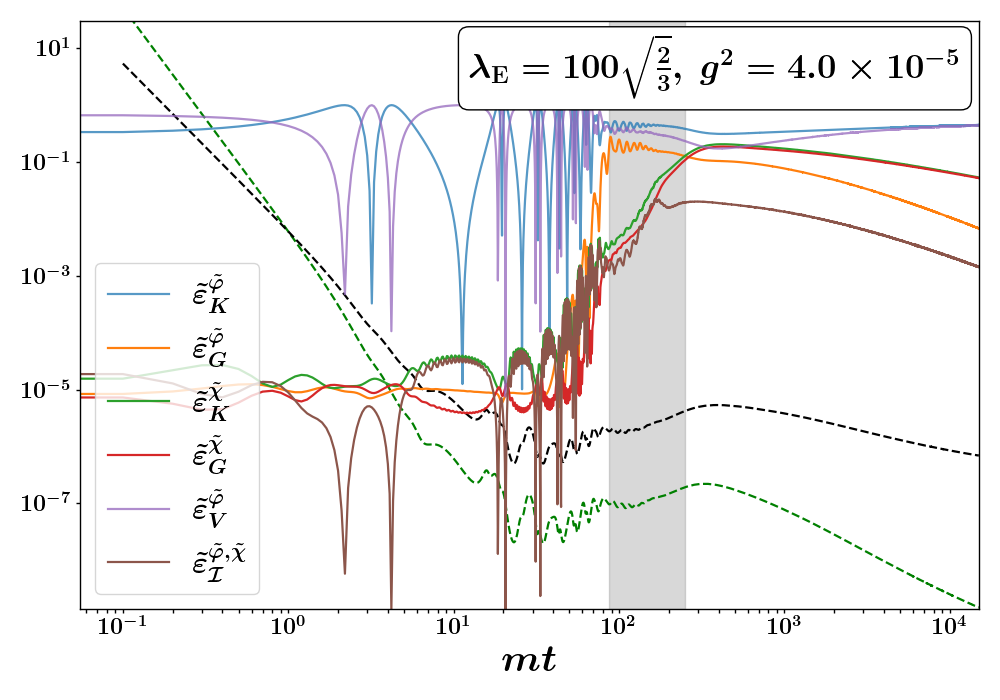 λ_E = 100√(2/3), g² = 4.0 × 10⁻⁵
10¹
10⁻¹
10⁻³
10⁻⁵
10⁻⁷
ε̃_K^φ̃
ε̃_G^φ̃
ε̃_K^χ̃
ε̃_G^χ̃
ε̃_V^φ̃
ε̃_ℐ^φ̃,χ̃
10⁻¹ 10⁰ 10¹ 10² 10³ 10⁴
mt